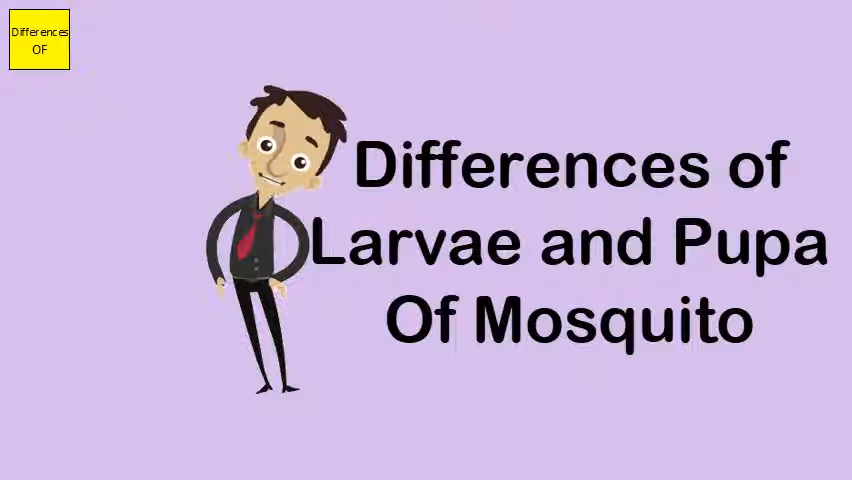 Differences
OF
Differences of
Larvae and Pupa
Of Mosquito